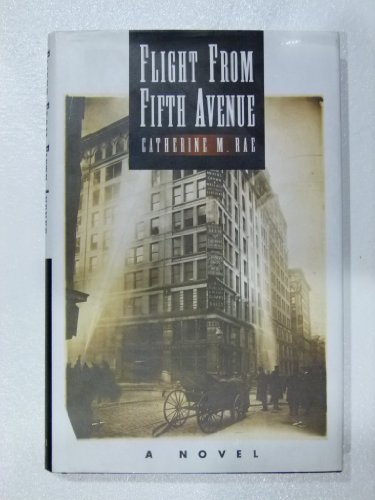 FLIGHT FROM
FIFTH AVENUE
CATHERINE M. RAE
A NOVEL